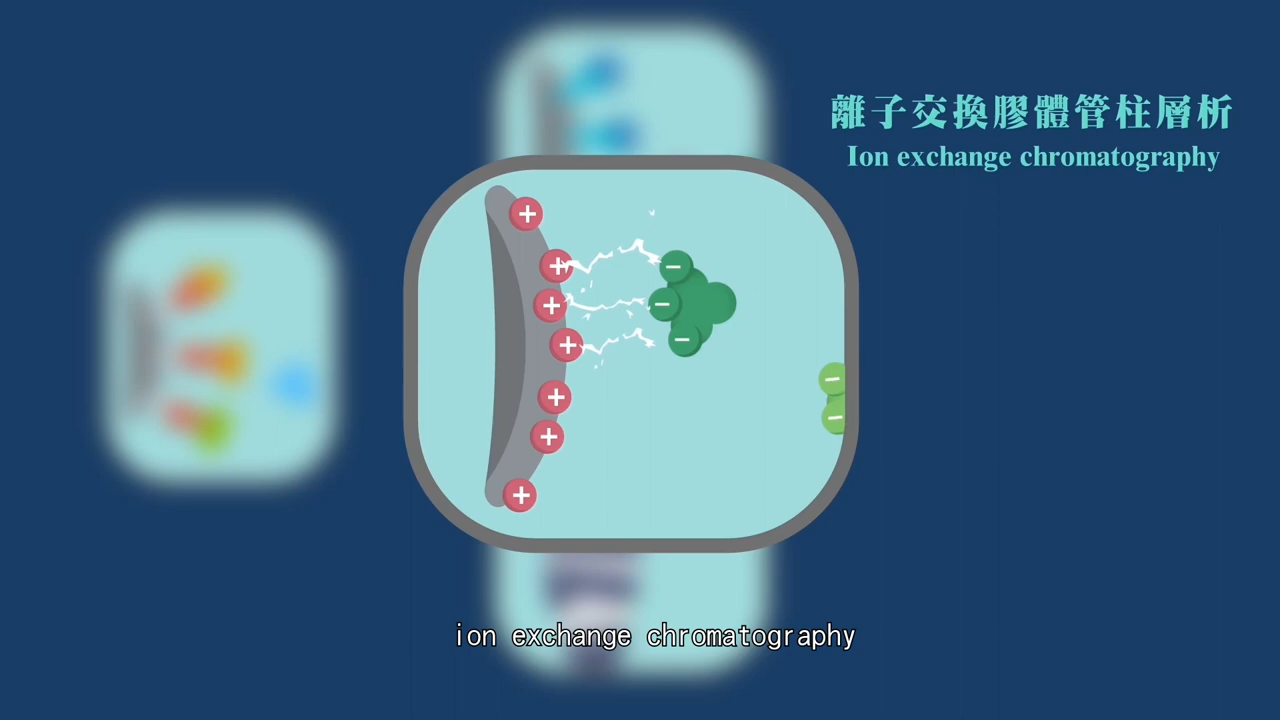 離子交換膠體管柱層析
Ion exchange chromatography
ion exchange chromatography